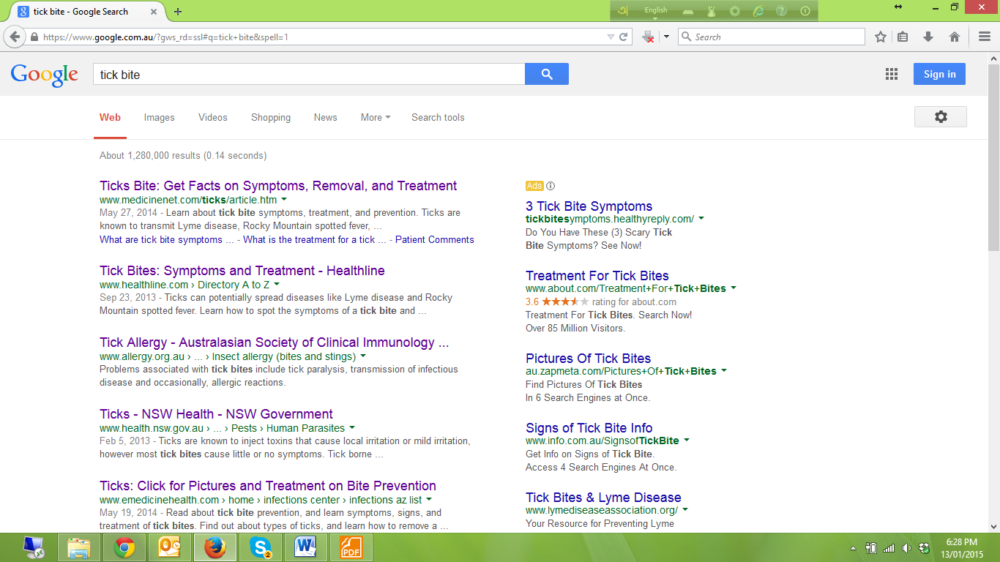 tick bite - Google Search
English
https://www.google.com.au/?gws_rd=ssl#q=tick+bite&spell=1
Search
Google
tick bite
Sign in
Web Images Videos Shopping News More Search tools
About 1,280,000 results (0.14 seconds)
Ticks Bite: Get Facts on Symptoms, Removal, and Treatment
www.medicinenet.com/ticks/article.htm
May 27, 2014 - Learn about tick bite symptoms, treatment, and prevention. Ticks are
known to transmit Lyme disease, Rocky Mountain spotted fever, ...
What are tick bite symptoms ... - What is the treatment for a tick ... - Patient Comments
Tick Bites: Symptoms and Treatment - Healthline
www.healthline.com › Directory A to Z
Sep 23, 2013 - Ticks can potentially spread diseases like Lyme disease and Rocky
Mountain spotted fever. Learn how to spot the symptoms of a tick bite and ...
Tick Allergy - Australasian Society of Clinical Immunology ...
www.allergy.org.au › ... › Insect allergy (bites and stings)
Problems associated with tick bites include tick paralysis, transmission of infectious
disease and occasionally, allergic reactions.
Ticks - NSW Health - NSW Government
www.health.nsw.gov.au › ... › Pests › Human Parasites
Feb 5, 2013 - Ticks are known to inject toxins that cause local irritation or mild irritation,
however most tick bites cause little or no symptoms. Tick borne ...
Ticks: Click for Pictures and Treatment on Bite Prevention
www.emedicinehealth.com › home › infections center › infections az list
May 19, 2014 - Read about tick bite prevention, and learn symptoms, signs, and
treatment of tick bites. Find out about types of ticks, and learn how to remove a ...
Ads
3 Tick Bite Symptoms
tickbitesymptoms.healthyreply.com/
Do You Have These (3) Scary Tick
Bite Symptoms? See Now!
Treatment For Tick Bites
www.about.com/Treatment+For+Tick+Bites
3.6 rating for about.com
Treatment For Tick Bites. Search Now!
Over 85 Million Visitors.
Pictures Of Tick Bites
au.zapmeta.com/Pictures+Of+Tick+Bites
Find Pictures Of Tick Bites
In 6 Search Engines at Once.
Signs of Tick Bite Info
www.info.com.au/SignsofTickBite
Get Info on Signs of Tick Bite.
Access 4 Search Engines At Once.
Tick Bites & Lyme Disease
www.lymediseaseassociation.org/
Your Resource for Preventing Lyme
2
PDF
6:28 PM
13/01/2015